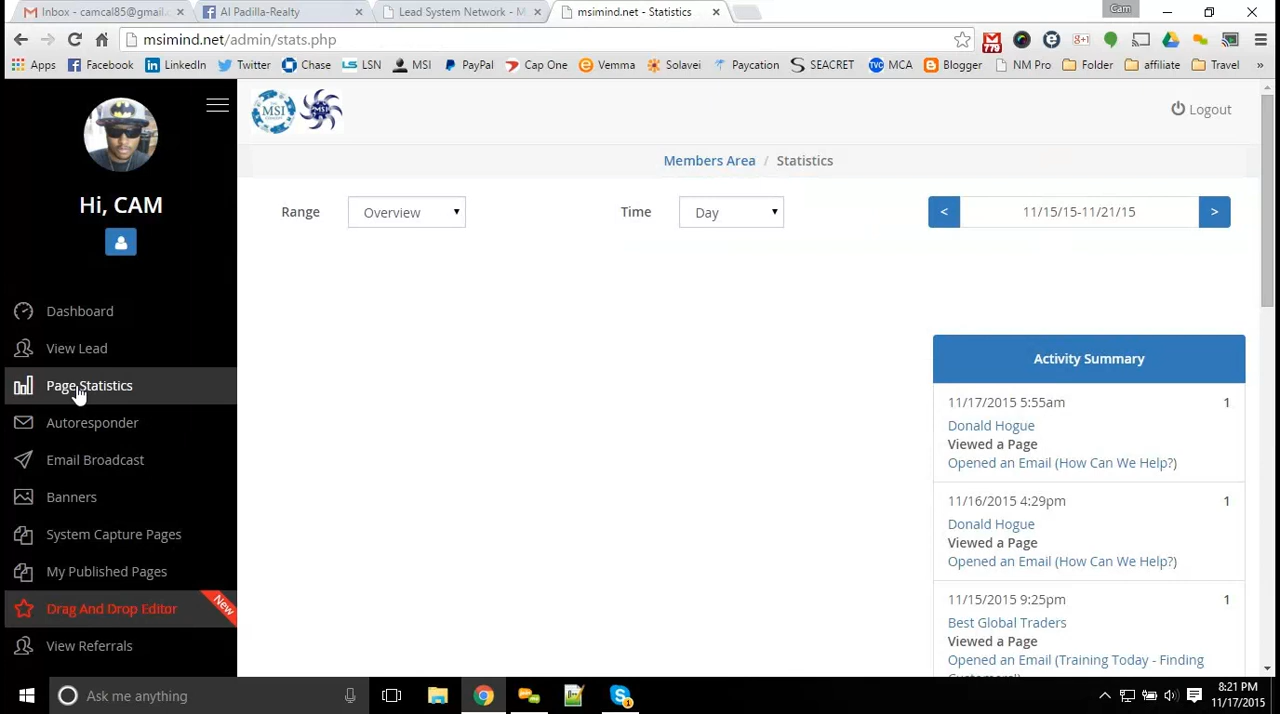 Inbox - camcal85@gmail.c
Al Padilla-Realty
Lead System Network - M
msimind.net - Statistics
Cam
msimind.net/admin/stats.php
Apps Facebook LinkedIn Twitter Chase LSN MSI PayPal Cap One Vemma Solavei Paycation SEACRET MCA Blogger NM Pro Folder affiliate Travel »
THE MSI
MSI
Logout
Members Area / Statistics
Hi, CAM
Range Overview Time Day < 11/15/15-11/21/15 >
Dashboard
View Lead
Page Statistics
Autoresponder
Email Broadcast
Banners
System Capture Pages
My Published Pages
Drag And Drop Editor
New
View Referrals
Activity Summary
11/17/2015 5:55am 1
Donald Hogue
Viewed a Page
Opened an Email (How Can We Help?)
11/16/2015 4:29pm 1
Donald Hogue
Viewed a Page
Opened an Email (How Can We Help?)
11/15/2015 9:25pm 1
Best Global Traders
Viewed a Page
Opened an Email (Training Today - Finding
Customers!)
Ask me anything
8:21 PM
11/17/2015